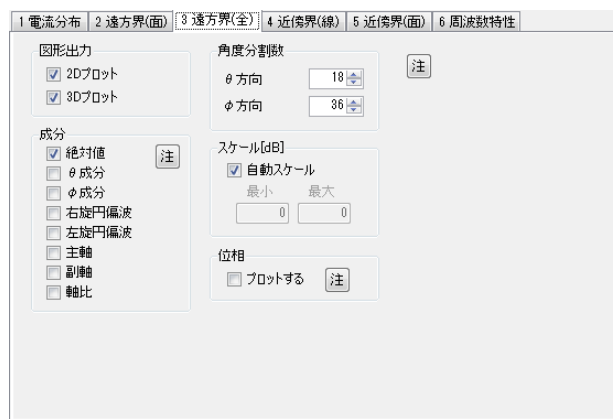 1 電流分布 2 遠方界(面) 3 遠方界(全) 4 近傍界(線) 5 近傍界(面) 6 周波数特性
図形出力
2Dプロット
3Dプロット
成分
絶対値 注
θ成分
φ成分
右旋円偏波
左旋円偏波
主軸
副軸
軸比
角度分割数
θ方向 18
φ方向 36
注
スケール[dB]
自動スケール
最小 最大
0 0
位相
プロットする 注